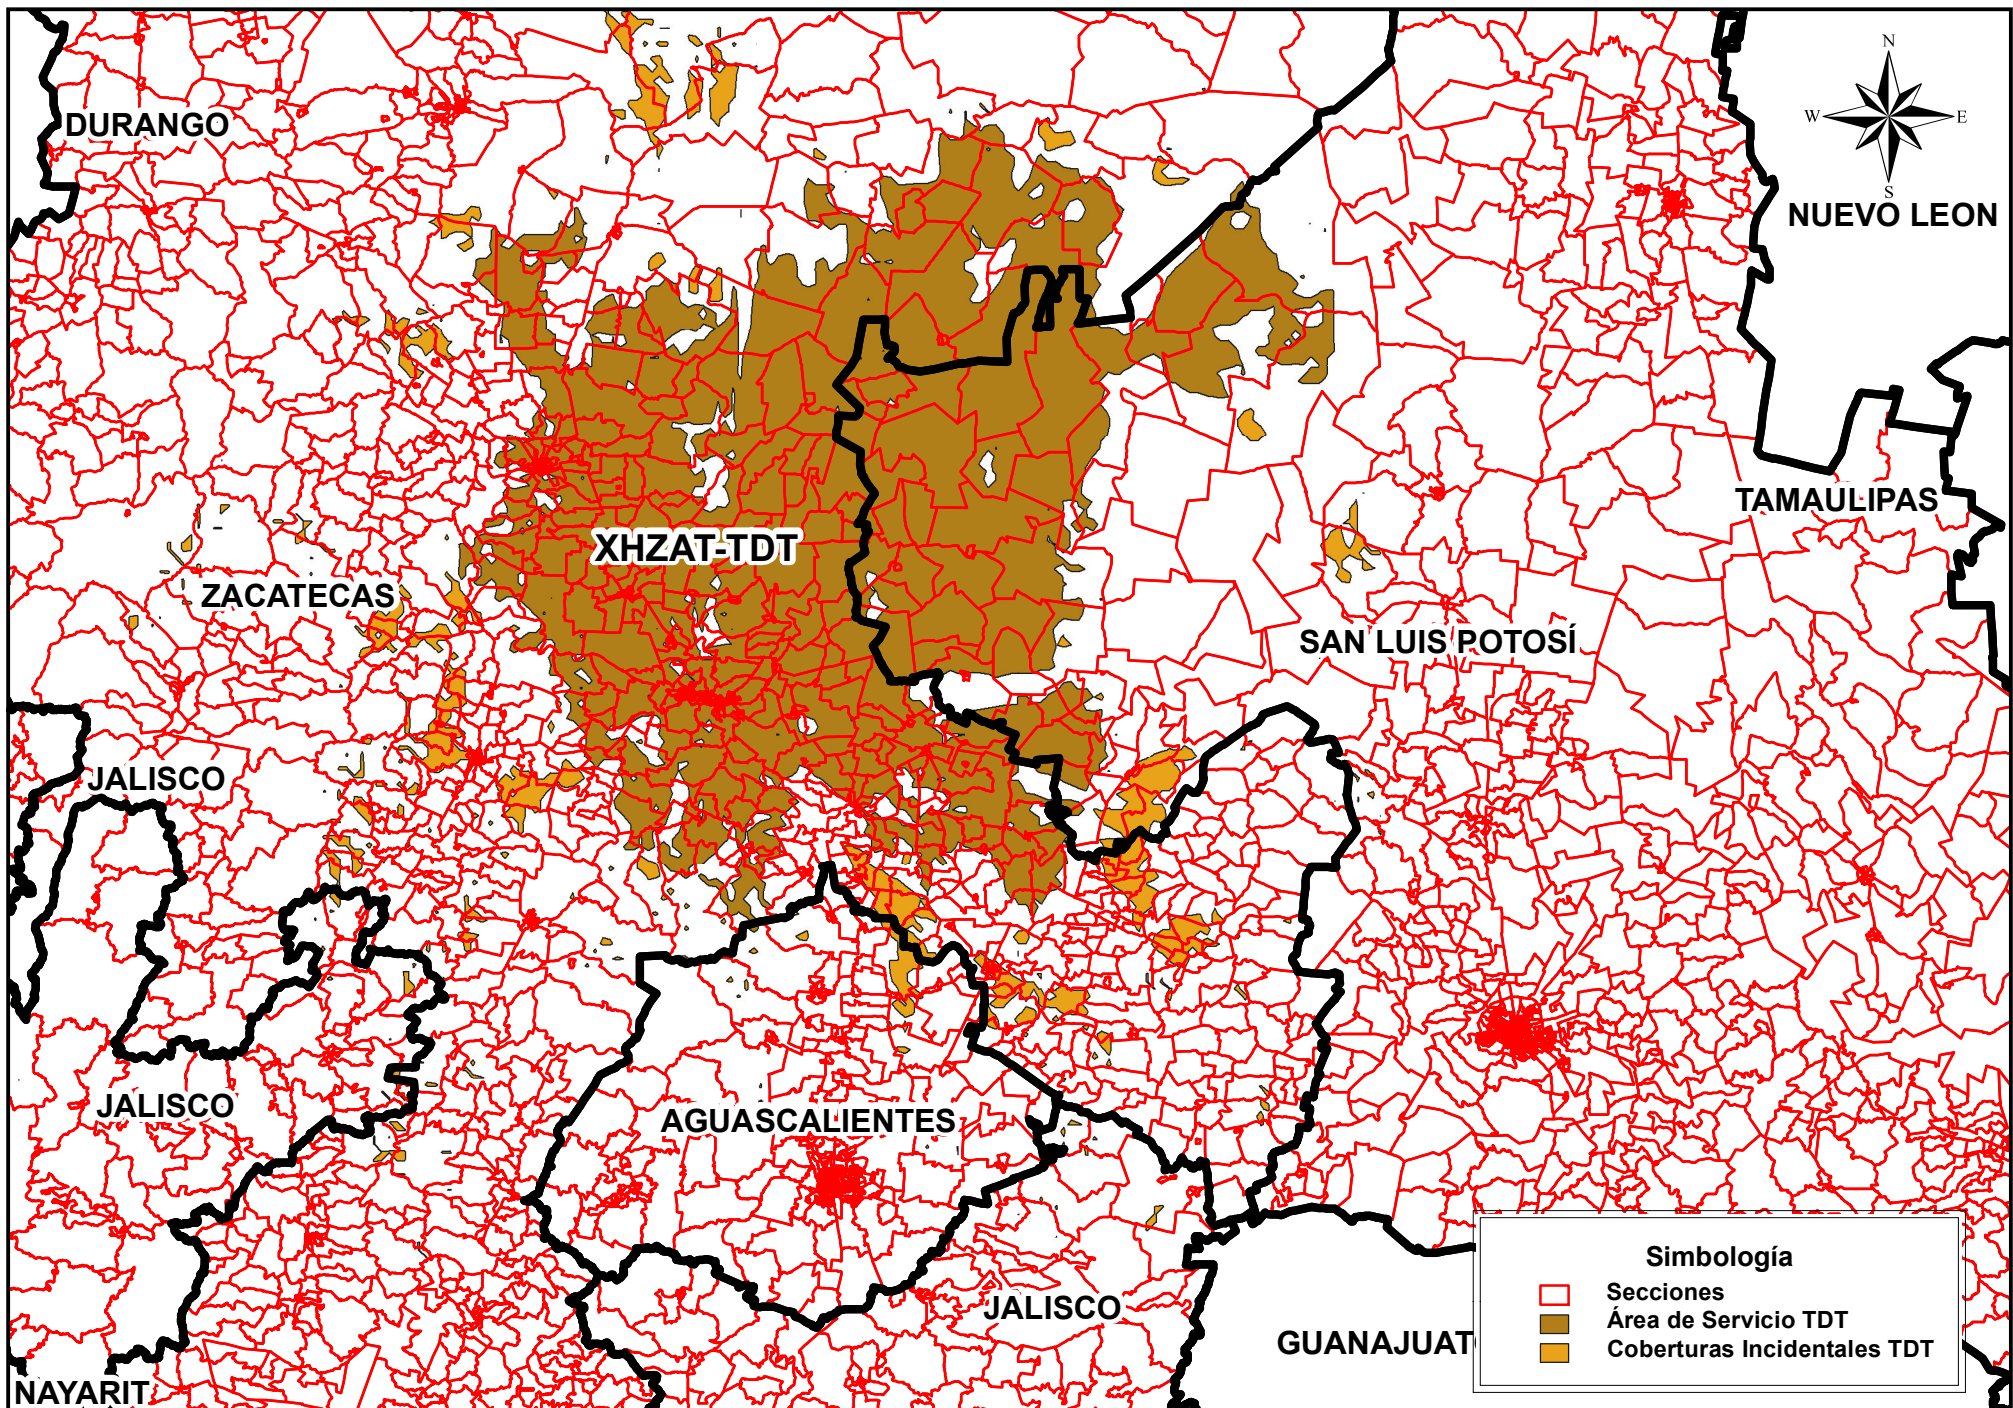 N
W
E
S
DURANGO
NUEVO LEON
TAMAULIPAS
XHZAT-TDT
ZACATECAS
SAN LUIS POTOSÍ
JALISCO
JALISCO
AGUASCALIENTES
JALISCO
GUANAJUAT
NAYARIT
Simbología
Secciones
Área de Servicio TDT
Coberturas Incidentales TDT